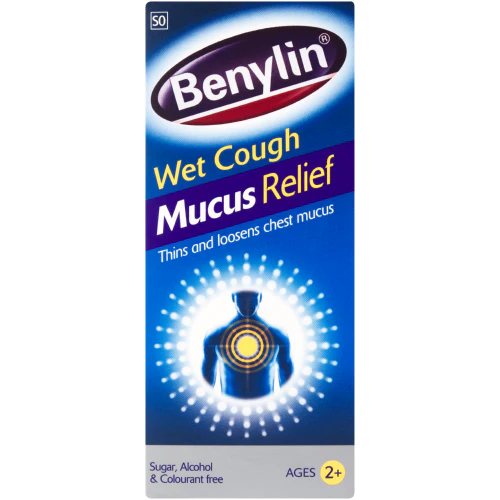 S0
Benylin®
Wet Cough
Mucus Relief
Thins and loosens chest mucus
Sugar, Alcohol
& Colourant free
AGES 2+